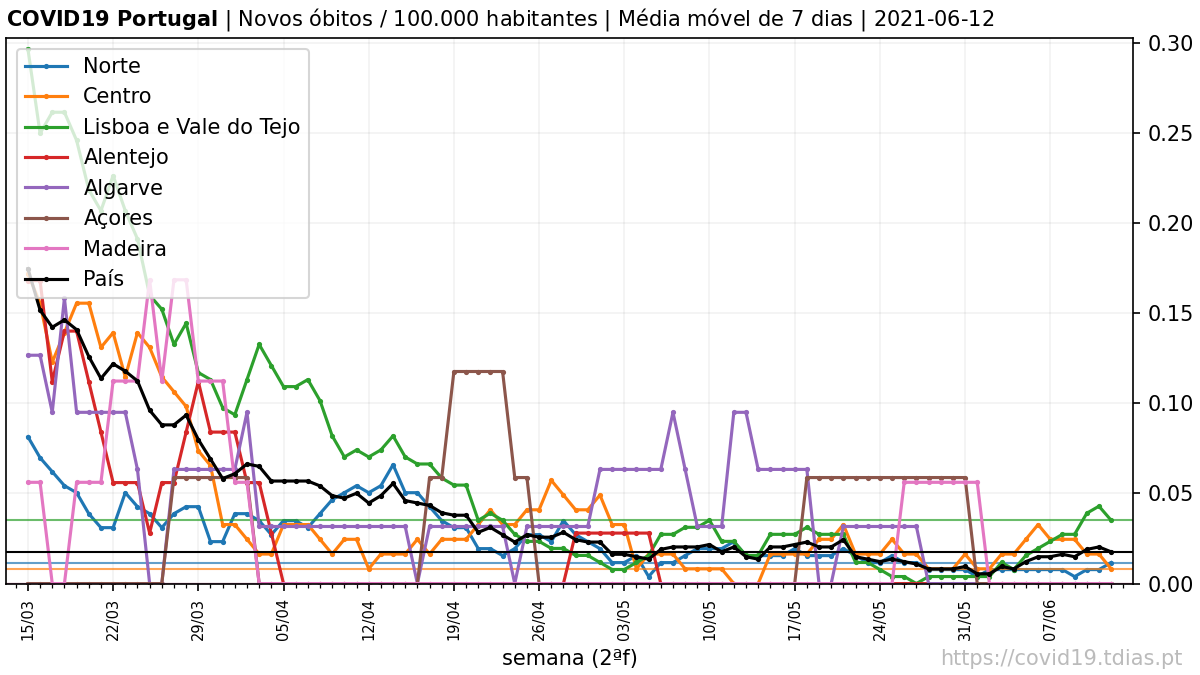 COVID19 Portugal | Novos óbitos / 100.000 habitantes | Média móvel de 7 dias | 2021-06-12
Norte
Centro
Lisboa e Vale do Tejo
Alentejo
Algarve
Açores
Madeira
País
0.30
0.25
0.20
0.15
0.10
0.05
0.00
15/03
22/03
29/03
05/04
12/04
19/04
26/04
03/05
10/05
17/05
24/05
31/05
07/06
semana (2ªf)
https://covid19.tdias.pt